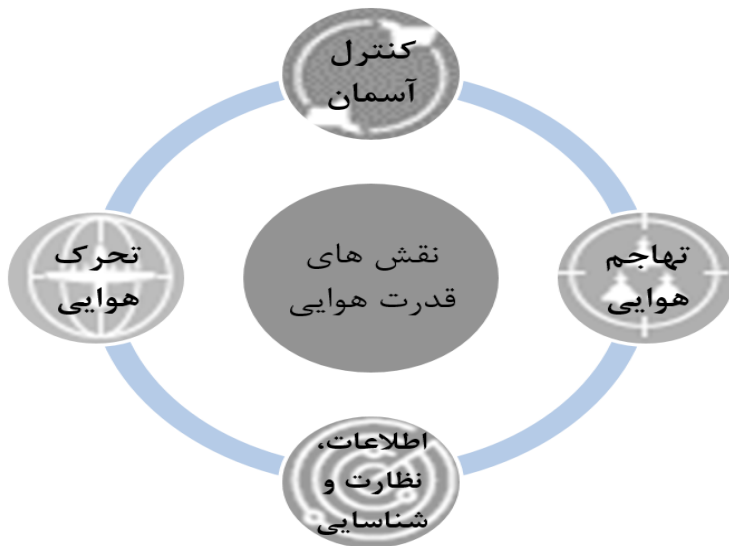 کنترل
آسمان
تهاجم
هوایی
نقش های
قدرت هوایی
تحرک
هوایی
اطلاعات،
نظارت و
شناسایی